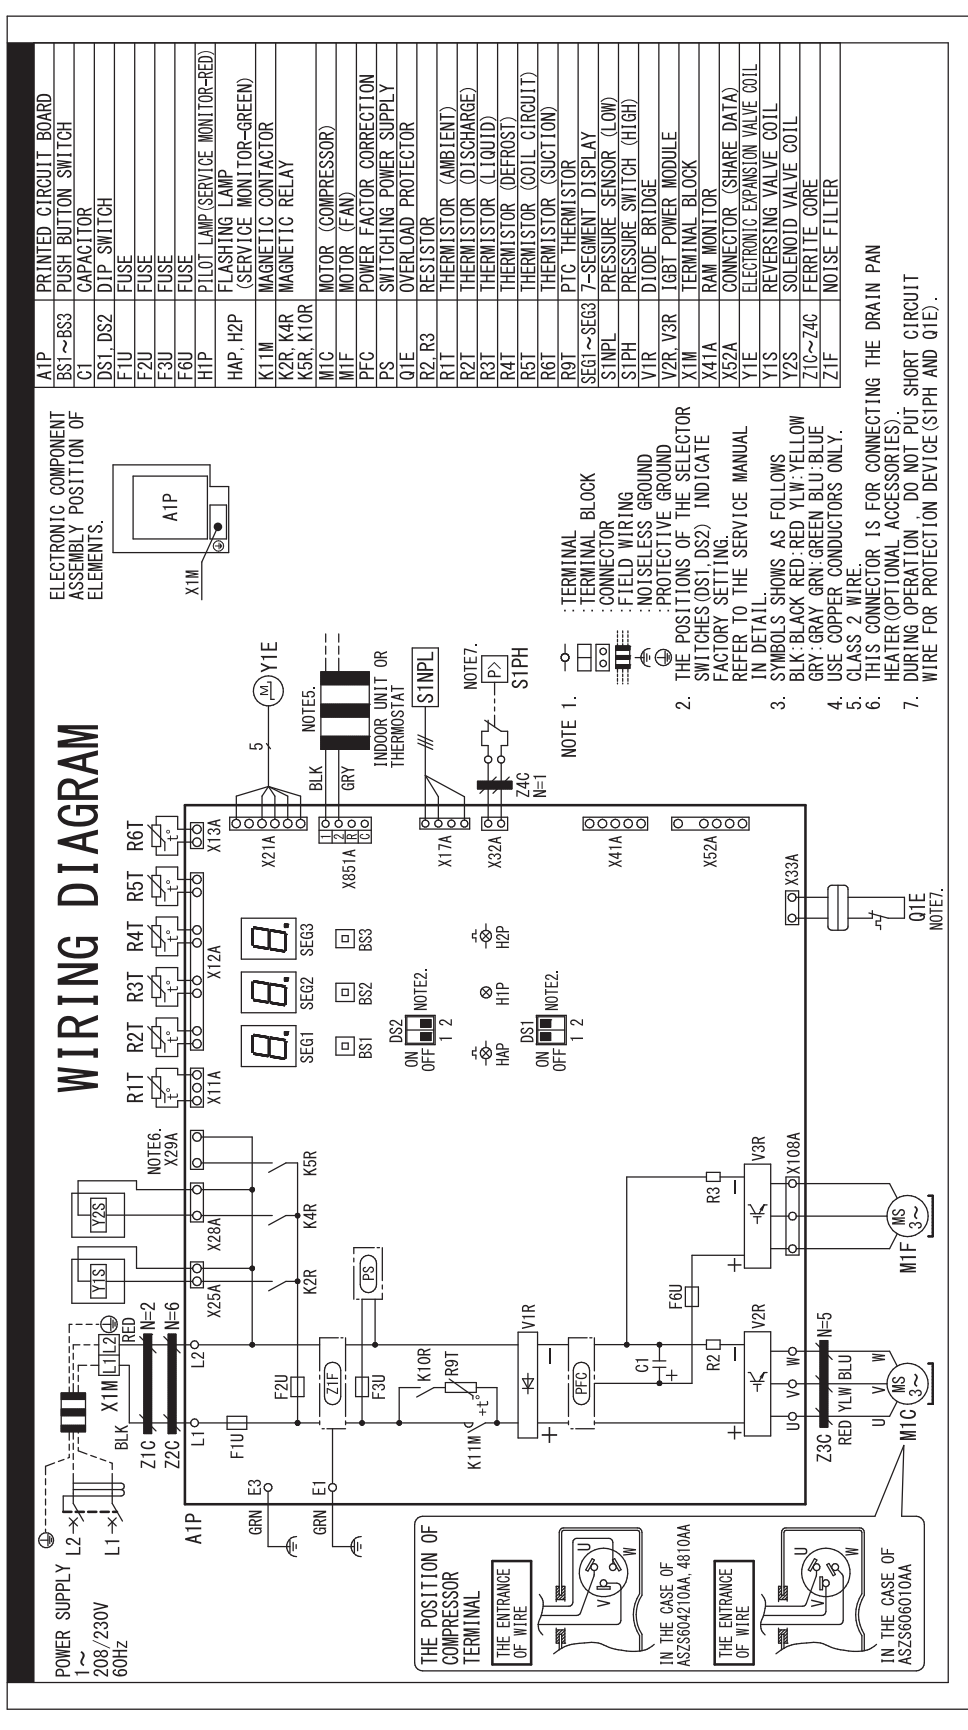 WIRING DIAGRAM
POWER SUPPLY
1~
208/230V
60Hz
L2
L1
X1M
L1 L2
BLK
RED
Z1C
N=2
Z2C
N=6
Y1S
Y2S
NOTE6.
X25A
X28A
X29A
R1T
R2T
R3T
R4T
R5T
R6T
t°
t°
t°
t°
t°
t°
X11A
X12A
X13A
A1P
L1
L2
F1U
K2R
K4R
K5R
E3
GRN
E1
GRN
F2U
Z1F
F3U
PS
K10R
R9T
+t°
K11M
V1R
+
−
PFC
C1
+
R2
R3
F6U
V2R
+
−
V3R
+
−
U V W
X108A
Z3C
N=5
RED YLW BLU
U V W
MS
3~
M1C
MS
3~
M1F
SEG1
SEG2
SEG3
BS1
BS2
BS3
DS2
ON
OFF
1 2
NOTE2.
HAP
H1P
H2P
DS1
ON
OFF
1 2
NOTE2.
X21A
5
M
Y1E
X851A
1 2 R C
BLK
GRY
NOTE5.
INDOOR UNIT OR
THERMOSTAT
X17A
S1NPL
X32A
Z4C
N=1
NOTE7.
P>
S1PH
X41A
X52A
X33A
Q1E
NOTE7.
THE POSITION OF
COMPRESSOR
TERMINAL
THE ENTRANCE
OF WIRE
U
V
W
IN THE CASE OF
ASZS604210AA, 4810AA
THE ENTRANCE
OF WIRE
U
V
W
IN THE CASE OF
ASZS606010AA
ELECTRONIC COMPONENT
ASSEMBLY POSITION OF
ELEMENTS.
A1P
X1M
NOTE 1.
:TERMINAL
:TERMINAL BLOCK
:CONNECTOR
:FIELD WIRING
:NOISELESS GROUND
:PROTECTIVE GROUND
2. THE POSITIONS OF THE SELECTOR
SWITCHES(DS1,DS2) INDICATE
FACTORY SETTING.
REFER TO THE SERVICE MANUAL
IN DETAIL.
3. SYMBOLS SHOWS AS FOLLOWS
BLK:BLACK RED:RED YLW:YELLOW
GRY:GRAY GRN:GREEN BLU:BLUE
4. USE COPPER CONDUCTORS ONLY.
5. CLASS 2 WIRE.
6. THIS CONNECTOR IS FOR CONNECTING THE DRAIN PAN
HEATER(OPTIONAL ACCESSORIES).
7. DURING OPERATION , DO NOT PUT SHORT CIRCUIT
WIRE FOR PROTECTION DEVICE(S1PH AND Q1E).
A1P PRINTED CIRCUIT BOARD
BS1~BS3 PUSH BUTTON SWITCH
C1 CAPACITOR
DS1, DS2 DIP SWITCH
F1U FUSE
F2U FUSE
F3U FUSE
F6U FUSE
H1P PILOT LAMP(SERVICE MONITOR-RED)
HAP, H2P FLASHING LAMP
(SERVICE MONITOR-GREEN)
K11M MAGNETIC CONTACTOR
K2R, K4R MAGNETIC RELAY
K5R, K10R
M1C MOTOR (COMPRESSOR)
M1F MOTOR (FAN)
PFC POWER FACTOR CORRECTION
PS SWITCHING POWER SUPPLY
Q1E OVERLOAD PROTECTOR
R2, R3 RESISTOR
R1T THERMISTOR (AMBIENT)
R2T THERMISTOR (DISCHARGE)
R3T THERMISTOR (LIQUID)
R4T THERMISTOR (DEFROST)
R5T THERMISTOR (COIL CIRCUIT)
R6T THERMISTOR (SUCTION)
R9T PTC THERMISTOR
SEG1~SEG3 7-SEGMENT DISPLAY
S1NPL PRESSURE SENSOR (LOW)
S1PH PRESSURE SWITCH (HIGH)
V1R DIODE BRIDGE
V2R, V3R IGBT POWER MODULE
X1M TERMINAL BLOCK
X41A RAM MONITOR
X52A CONNECTOR (SHARE DATA)
Y1E ELECTRONIC EXPANSION VALVE COIL
Y1S REVERSING VALVE COIL
Y2S SOLENOID VALVE COIL
Z1C~Z4C FERRITE CORE
Z1F NOISE FILTER